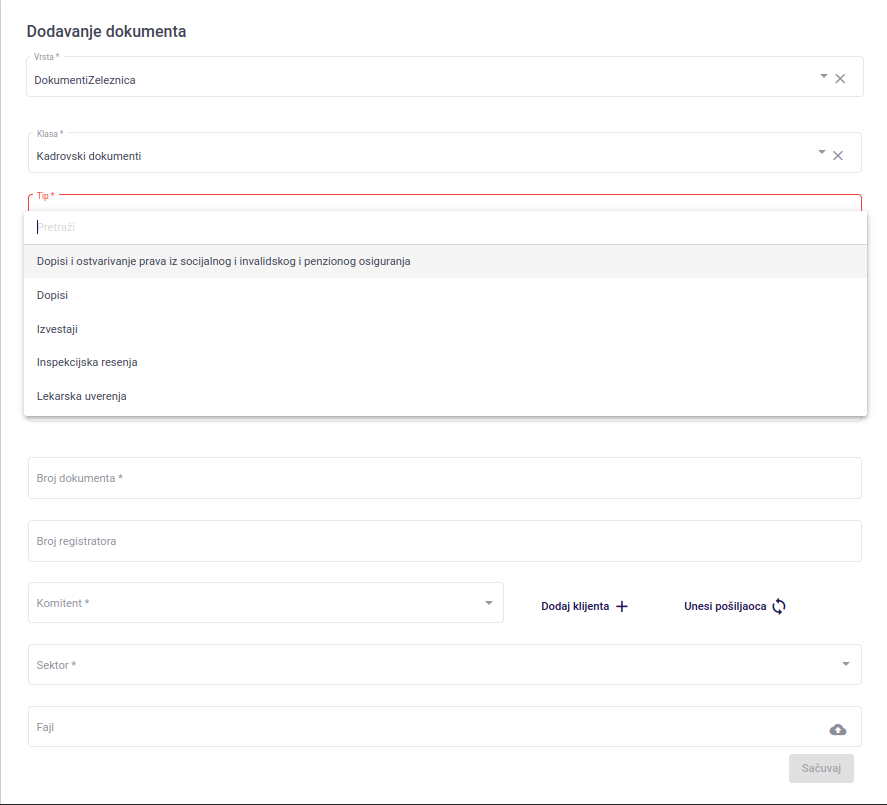 Dodavanje dokumenta
Vrsta *
DokumentiZeleznica
Klasa *
Kadrovski dokumenti
Tip *
Pretraži
Dopisi i ostvarivanje prava iz socijalnog i invalidskog i penzionog osiguranja
Dopisi
Izvestaji
Inspekcijska resenja
Lekarska uverenja
Broj dokumenta *
Broj registratora
Komitent *
Dodaj klijenta
Unesi pošiljaoca
Sektor *
Fajl
Sačuvaj